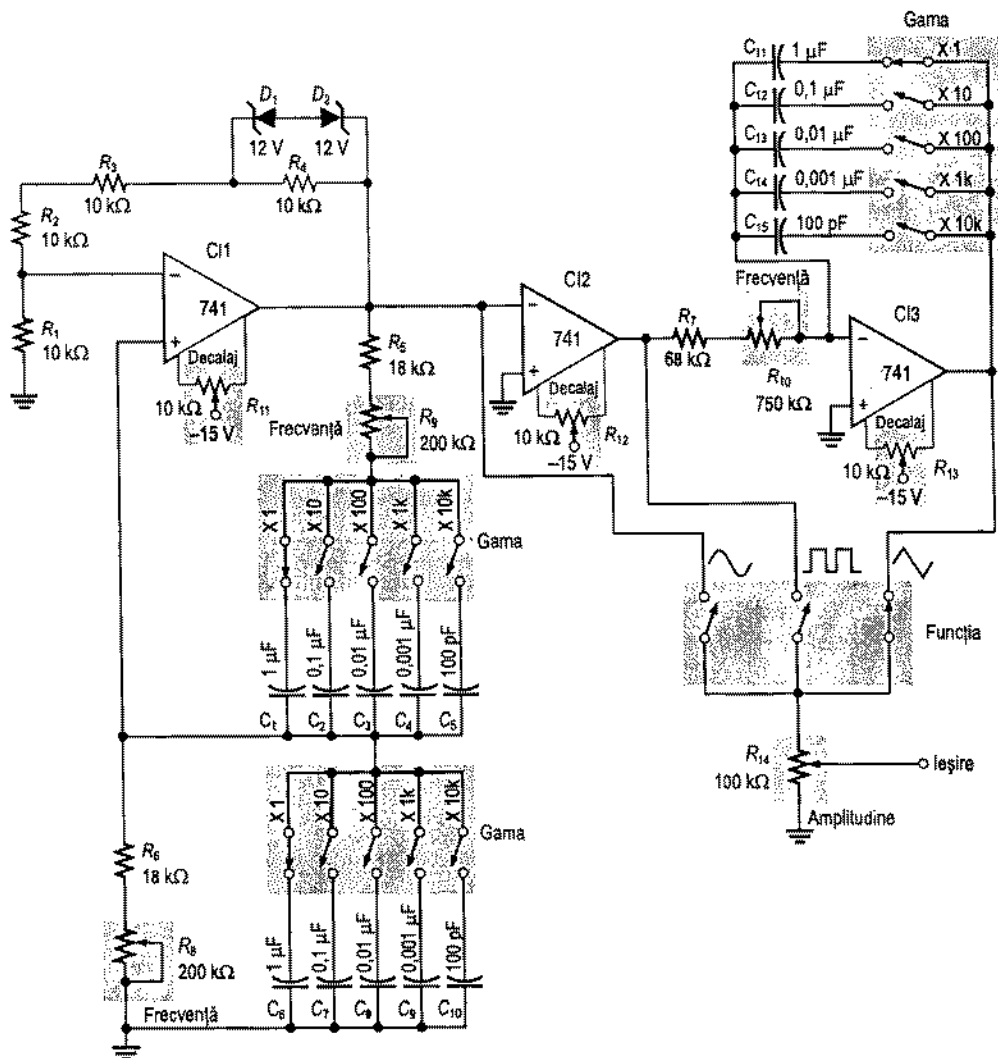 Gama
C11 1 µF X 1
C12 0,1 µF X 10
C13 0,01 µF X 100
C14 0,001 µF X 1k
C15 100 pF X 10k
D1 D2
12 V 12 V
R3
10 kΩ
R4
10 kΩ
R2
10 kΩ
R1
10 kΩ
CI1
−
741
+
Decalaj
10 kΩ
R11
−15 V
R5
18 kΩ
Frecvență
R9
200 kΩ
CI2
−
741
+
Decalaj
10 kΩ
R12
−15 V
R7
68 kΩ
Frecvență
R10
750 kΩ
CI3
−
741
+
Decalaj
10 kΩ
R13
−15 V
X 1
X 10
X 100
X 1k
X 10k
Gama
1 µF
0,1 µF
0,01 µF
0,001 µF
100 pF
C1 C2 C3 C4 C5
Funcția
R14
100 kΩ
Ieșire
Amplitudine
X 1
X 10
X 100
X 1k
X 10k
Gama
1 µF
0,1 µF
0,01 µF
0,001 µF
100 pF
C6 C7 C8 C9 C10
R6
18 kΩ
R8
200 kΩ
Frecvență